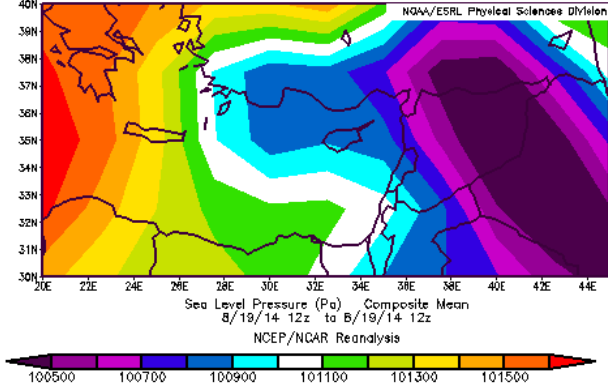 40N
NOAA/ESRL Physical Sciences Division
39N
38N
37N
36N
35N
34N
33N
32N
31N
30N
20E 22E 24E 26E 28E 30E 32E 34E 36E 38E 40E 42E 44E
Sea Level Pressure (Pa) Composite Mean
8/19/14 12z to 8/19/14 12z
NCEP/NCAR Reanalysis
100500 100700 100900 101100 101300 101500